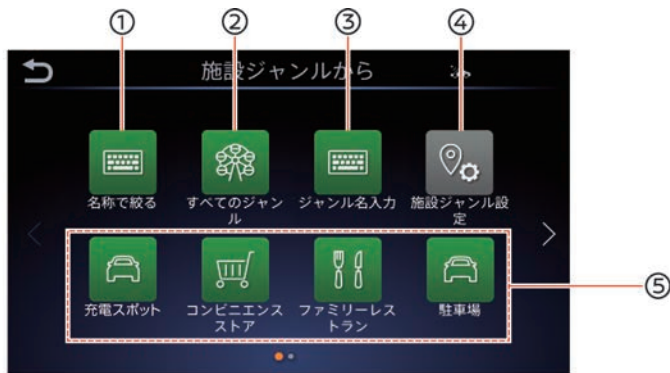 ① ② ③ ④
施設ジャンルから
名称で絞る
すべてのジャン
ル
ジャンル名入力
施設ジャンル設
定
⑤
充電スポット
コンビニエンス
ストア
ファミリーレス
トラン
駐車場